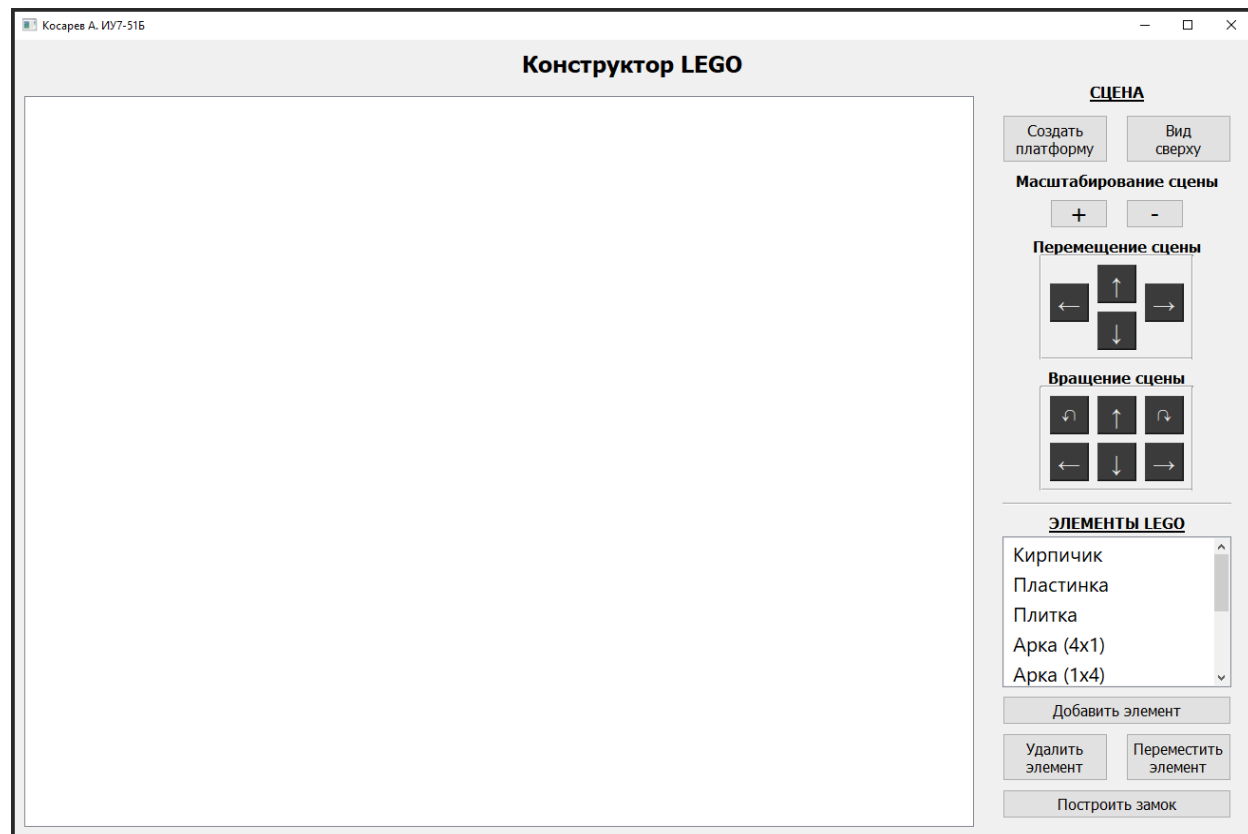 Косарев А. ИУ7-51Б
Конструктор LEGO
СЦЕНА
Создать
платформу
Вид
сверху
Масштабирование сцены
+
-
Перемещение сцены
←
↑
→
↓
Вращение сцены
↶
↑
↷
←
↓
→
ЭЛЕМЕНТЫ LEGO
Кирпичик
Пластинка
Плитка
Арка (4x1)
Арка (1x4)
Добавить элемент
Удалить
элемент
Переместить
элемент
Построить замок